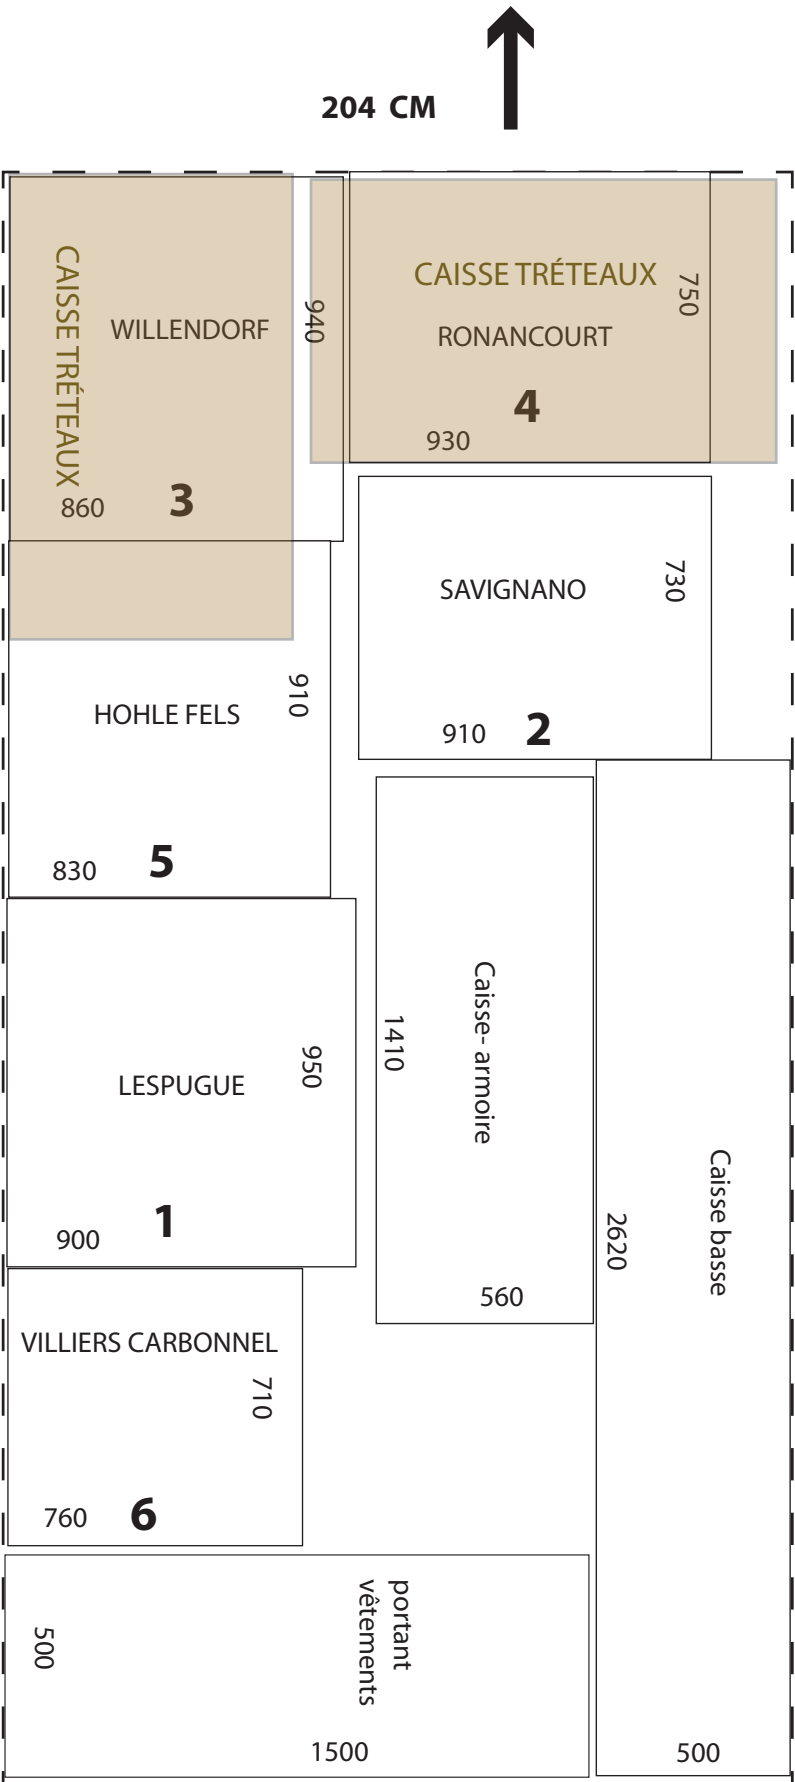 204 CM
CAISSE TRÉTEAUX
WILLENDORF
940
860
3
CAISSE TRÉTEAUX
750
RONANCOURT
4
930
SAVIGNANO
730
910
2
HOHLE FELS
910
830
5
Caisse- armoire
1410
560
LESPUGUE
950
900
1
Caisse basse
2620
500
VILLIERS CARBONNEL
710
760
6
portant
vêtements
500
1500